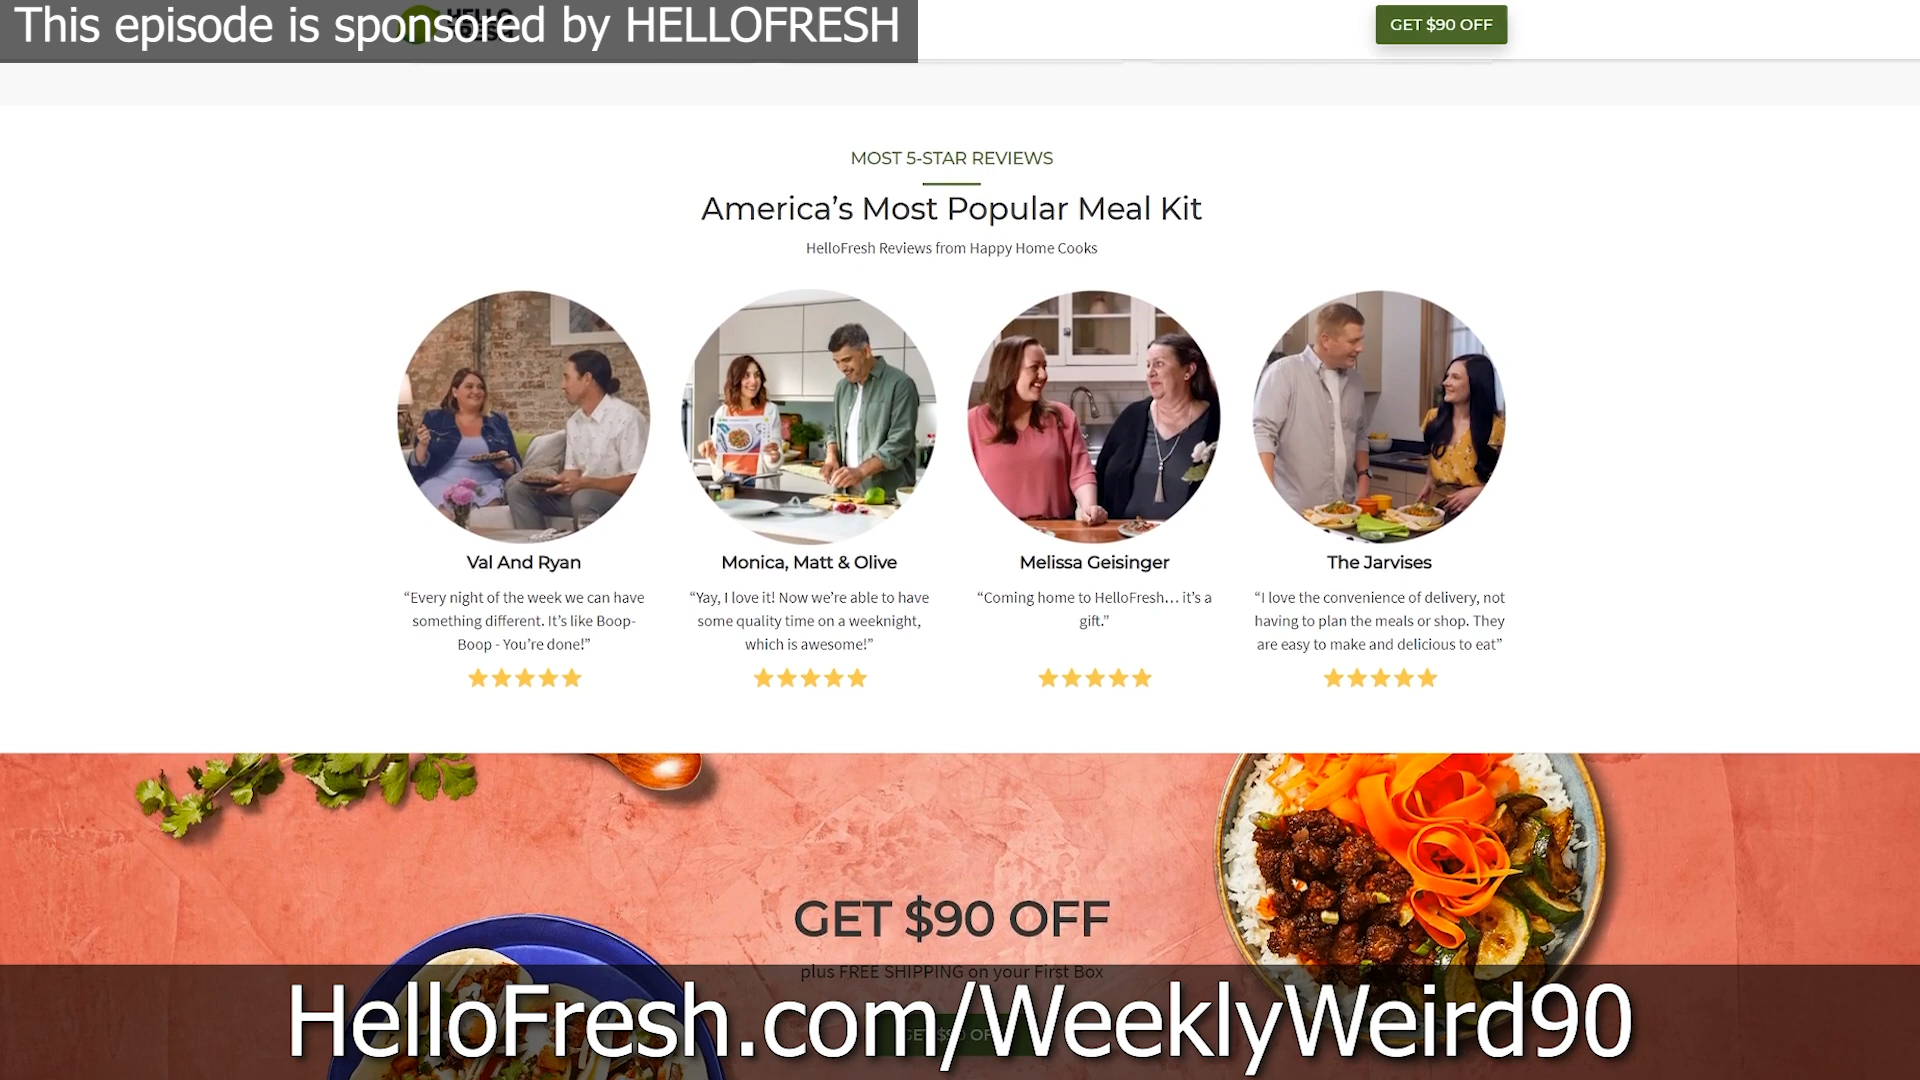 This episode is sponsored by HELLOFRESH
HELLO
FRESH
GET $90 OFF
MOST 5-STAR REVIEWS
America's Most Popular Meal Kit
HelloFresh Reviews from Happy Home Cooks
Val And Ryan
“Every night of the week we can have
something different. It’s like Boop-
Boop - You’re done!”
Monica, Matt & Olive
“Yay, I love it! Now we’re able to have
some quality time on a weeknight,
which is awesome!”
Melissa Geisinger
“Coming home to HelloFresh… it’s a
gift.”
The Jarvises
“I love the convenience of delivery, not
having to plan the meals or shop. They
are easy to make and delicious to eat”
GET $90 OFF
plus FREE SHIPPING on your First Box
GET $90 OFF
HelloFresh.com/WeeklyWeird90